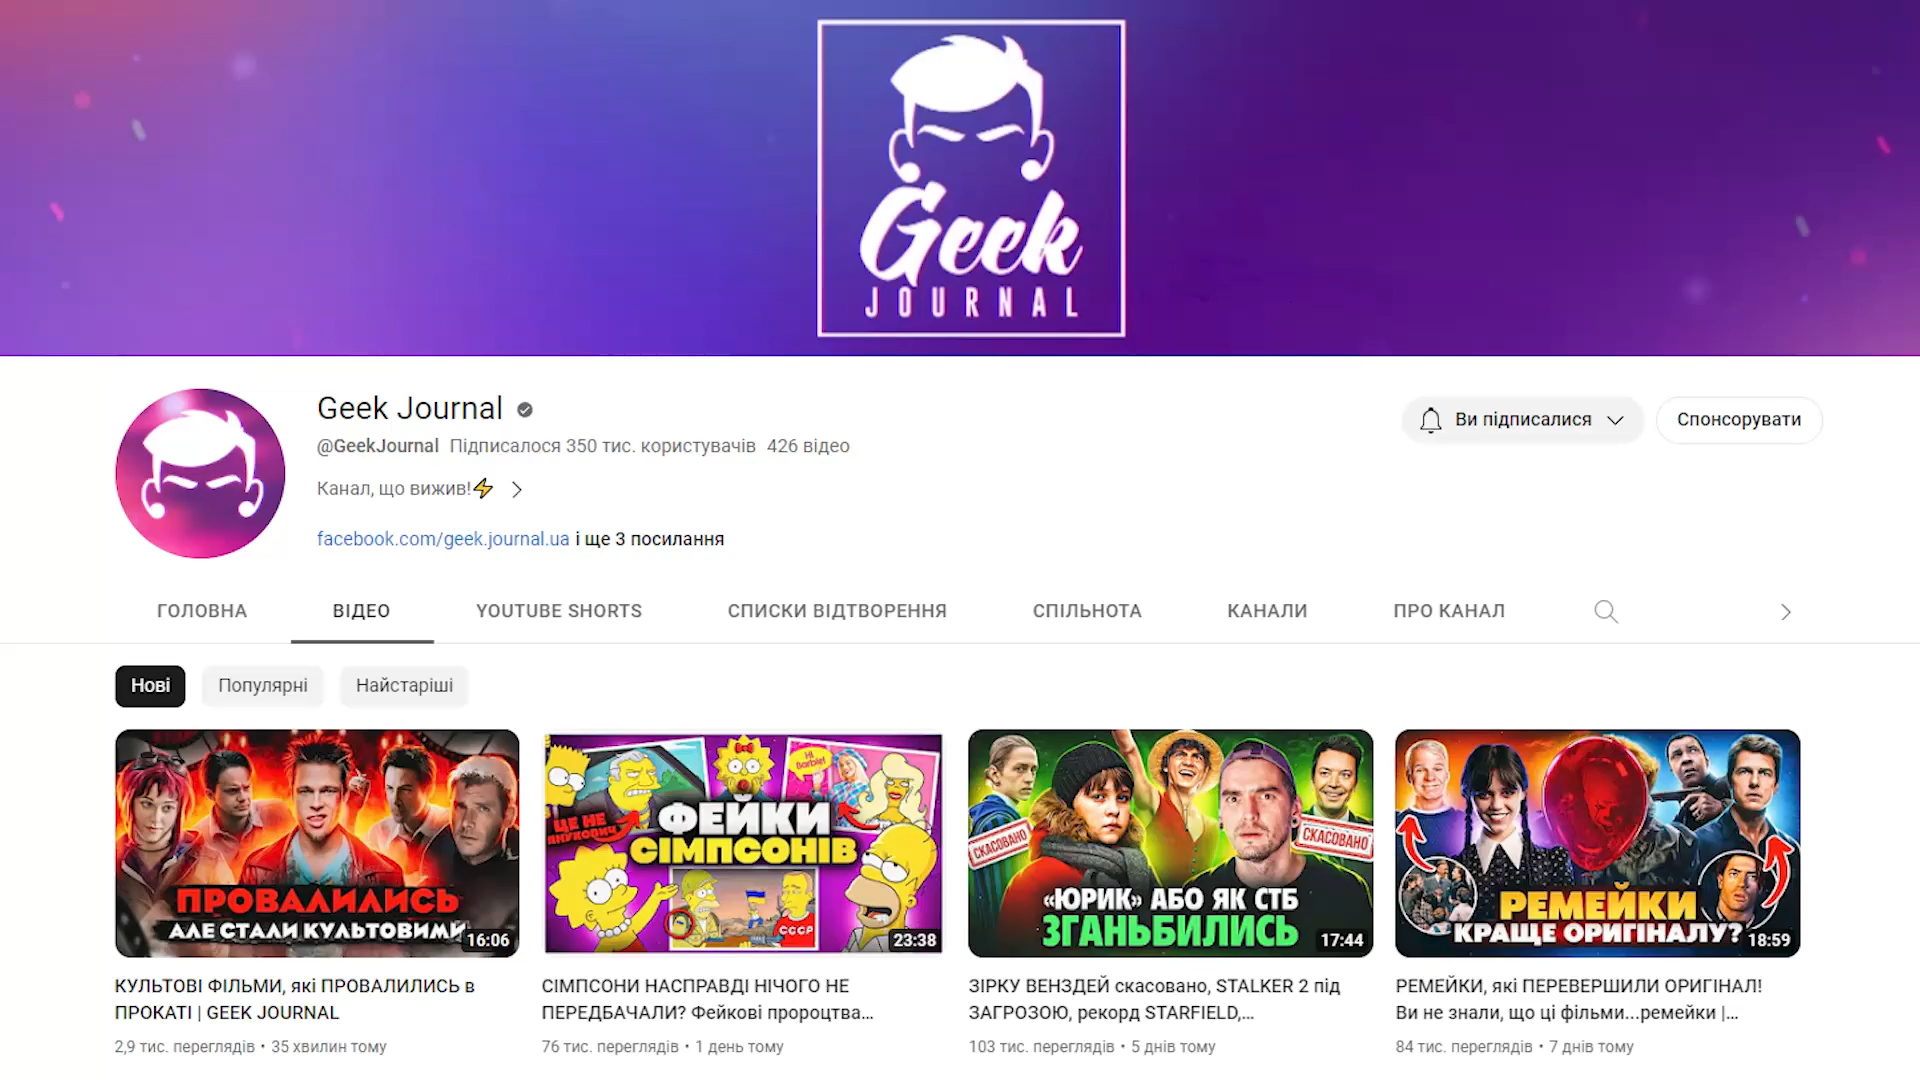 Geek
JOURNAL
Geek Journal
@GeekJournal Підписалося 350 тис. користувачів 426 відео
Канал, що вижив!⚡
facebook.com/geek.journal.ua і ще 3 посилання
Ви підписалися
Спонсорувати
ГОЛОВНА ВІДЕО YOUTUBE SHORTS СПИСКИ ВІДТВОРЕННЯ СПІЛЬНОТА КАНАЛИ ПРО КАНАЛ
Нові Популярні Найстаріші
ПРОВАЛИЛИСЬ
АЛЕ СТАЛИ КУЛЬТОВИМИ
16:06
HI
Barbie!
ЦЕ НЕ
ЯНУКОВИЧ
ФЕЙКИ
СІМПСОНІВ
СССР
23:38
СКАСОВАНО
СКАСОВАНО
«ЮРИК» АБО ЯК СТБ
ЗГАНЬБИЛИСЬ
17:44
РЕМЕЙКИ
КРАЩЕ ОРИГІНАЛУ?
18:59
КУЛЬТОВІ ФІЛЬМИ, які ПРОВАЛИЛИСЬ в
ПРОКАТІ | GEEK JOURNAL
2,9 тис. переглядів • 35 хвилин тому
СІМПСОНИ НАСПРАВДІ НІЧОГО НЕ
ПЕРЕДБАЧАЛИ? Фейкові пророцтва...
76 тис. переглядів • 1 день тому
ЗІРКУ ВЕНЗДЕЙ скасовано, STALKER 2 під
ЗАГРОЗОЮ, рекорд STARFIELD,...
103 тис. переглядів • 5 днів тому
РЕМЕЙКИ, які ПЕРЕВЕРШИЛИ ОРИГІНАЛ!
Ви не знали, що ці фільми...ремейки |...
84 тис. переглядів • 7 днів тому